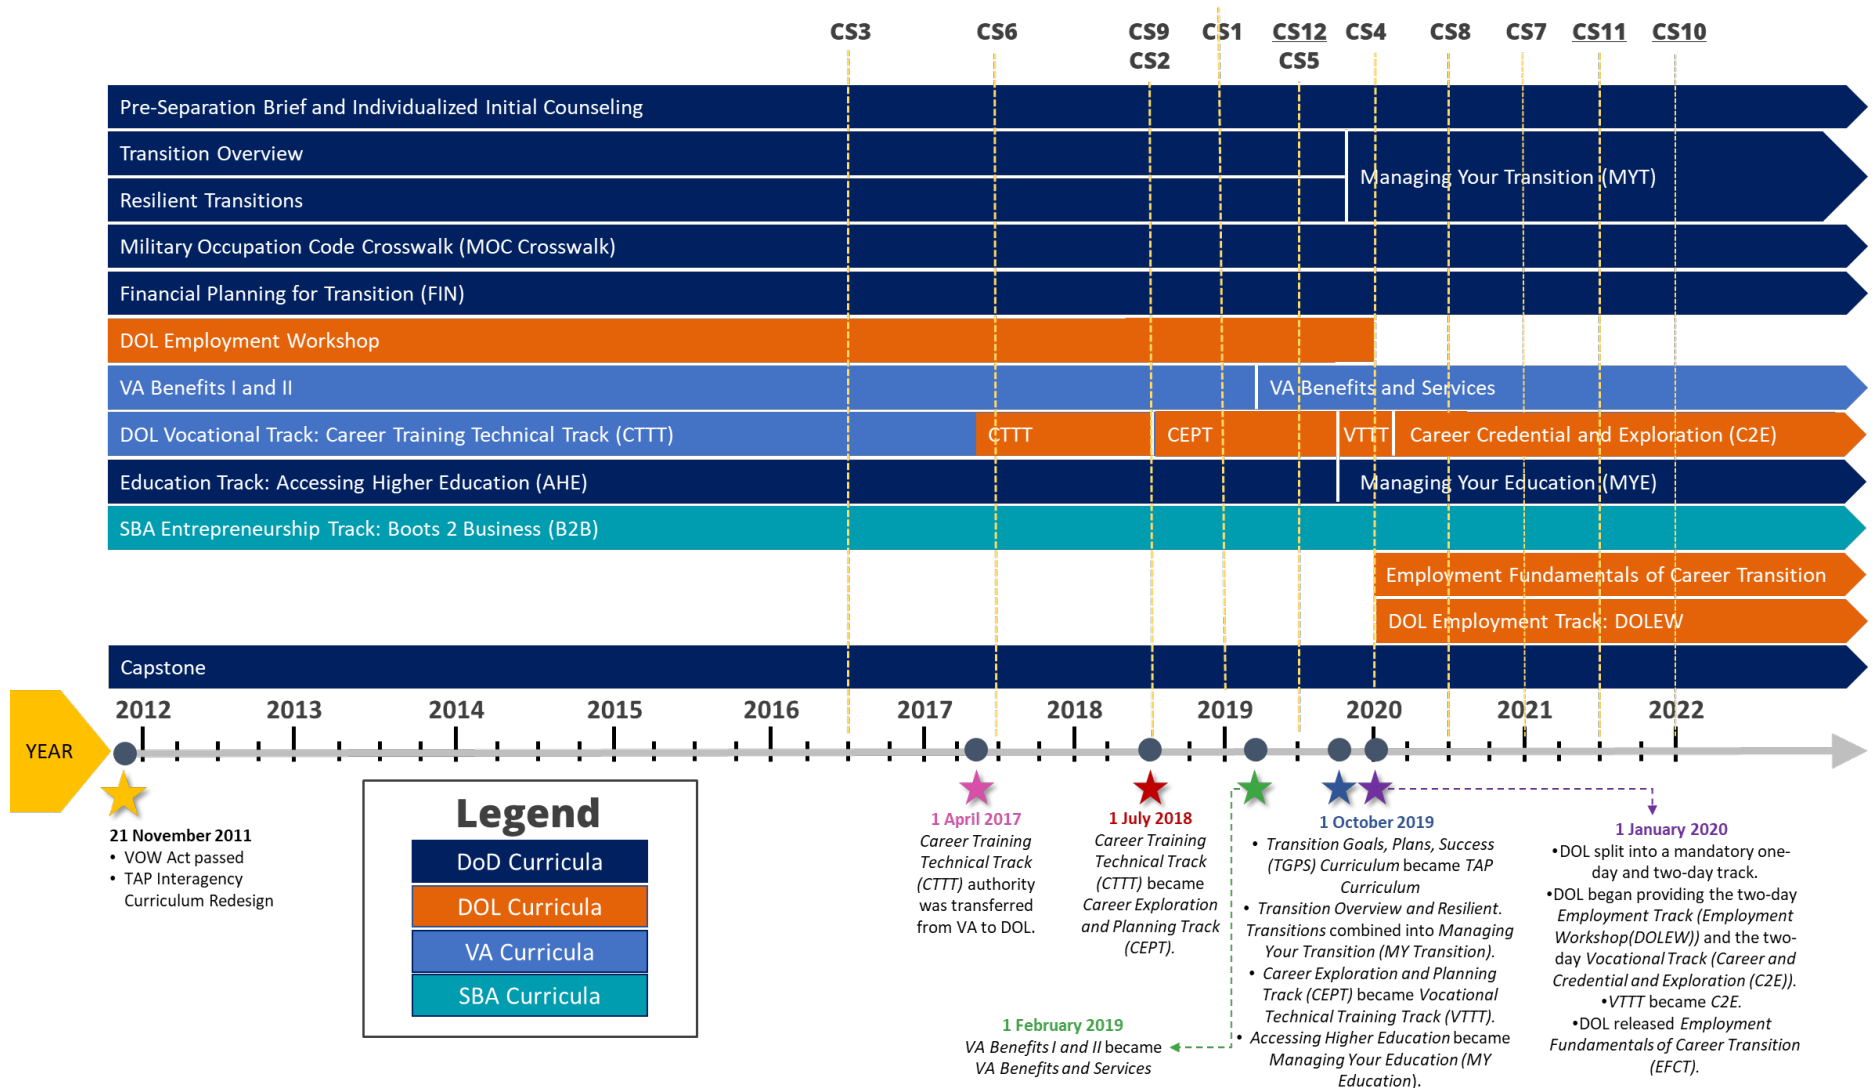 CS3
CS6
CS9
CS1
CS12
CS4
CS8
CS7
CS11
CS10
CS2
CS5
Pre-Separation Brief and Individualized Initial Counseling
Transition Overview
Managing Your Transition (MYT)
Resilient Transitions
Military Occupation Code Crosswalk (MOC Crosswalk)
Financial Planning for Transition (FIN)
DOL Employment Workshop
VA Benefits I and II
VA Benefits and Services
DOL Vocational Track: Career Training Technical Track (CTTT)
CTTT
CEPT
VTTT
Career Credential and Exploration (C2E)
Education Track: Accessing Higher Education (AHE)
Managing Your Education (MYE)
SBA Entrepreneurship Track: Boots 2 Business (B2B)
Employment Fundamentals of Career Transition
DOL Employment Track: DOLEW
Capstone
YEAR
2012
2013
2014
2015
2016
2017
2018
2019
2020
2021
2022
21 November 2011
• VOW Act passed
• TAP Interagency
Curriculum Redesign
Legend
DoD Curricula
DOL Curricula
VA Curricula
SBA Curricula
1 April 2017
Career Training
Technical Track
(CTTT) authority
was transferred
from VA to DOL.
1 July 2018
Career Training
Technical Track
(CTTT) became
Career Exploration
and Planning Track
(CEPT).
1 February 2019
VA Benefits I and II became
VA Benefits and Services
1 October 2019
• Transition Goals, Plans, Success
(TGPS) Curriculum became TAP
Curriculum
• Transition Overview and Resilient.
Transitions combined into Managing
Your Transition (MY Transition).
• Career Exploration and Planning
Track (CEPT) became Vocational
Technical Training Track (VTTT).
• Accessing Higher Education became
Managing Your Education (MY
Education).
1 January 2020
•DOL split into a mandatory one-
day and two-day track.
•DOL began providing the two-day
Employment Track (Employment
Workshop(DOLEW)) and the two-
day Vocational Track (Career and
Credential and Exploration (C2E)).
•VTTT became C2E.
•DOL released Employment
Fundamentals of Career Transition
(EFCT).